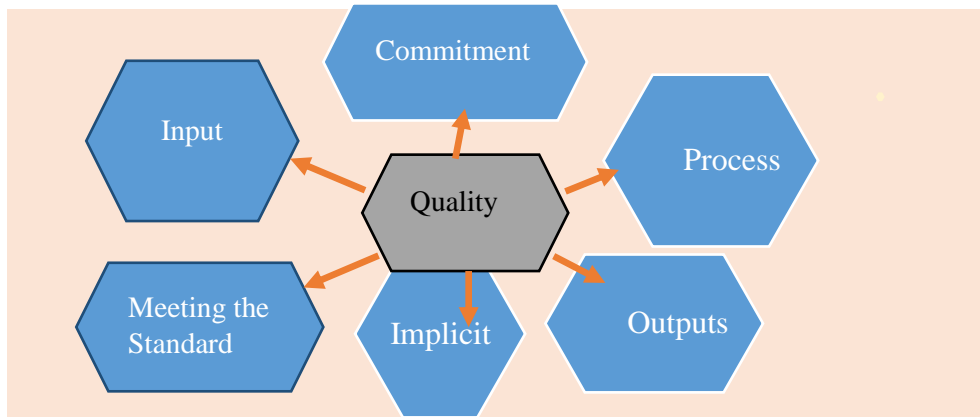 Commitment
Input
Process
Quality
Meeting the
Standard
Implicit
Outputs